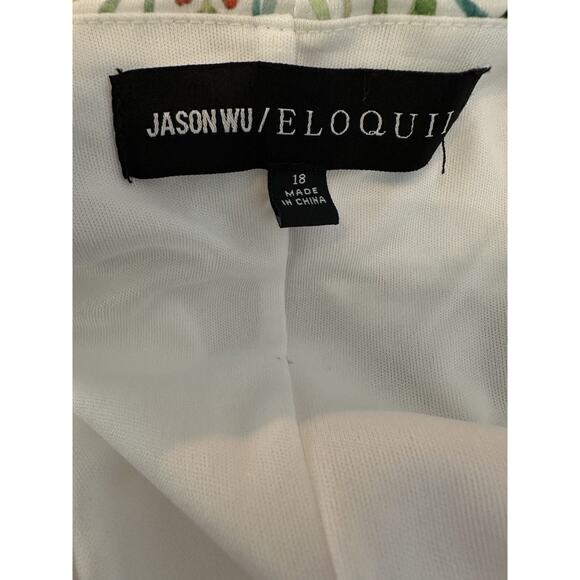 JASON WU / ELOQUII
18
MADE
IN CHINA